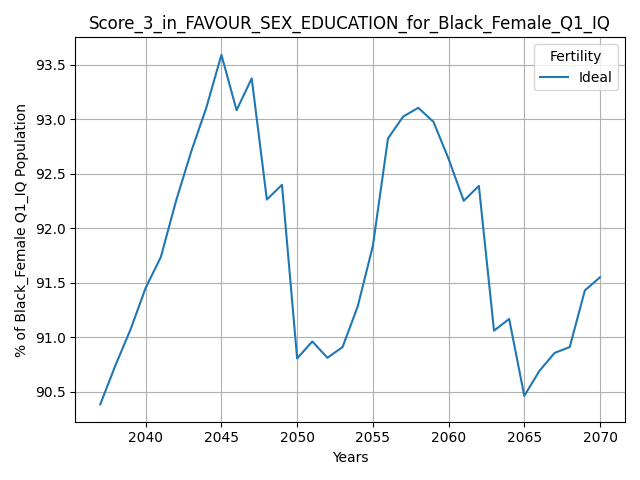 Score_3_in_FAVOUR_SEX_EDUCATION_for_Black_Female_Q1_IQ
% of Black_Female Q1_IQ Population
93.5
93.0
92.5
92.0
91.5
91.0
90.5
Fertility
Ideal
2040 2045 2050 2055 2060 2065 2070
Years